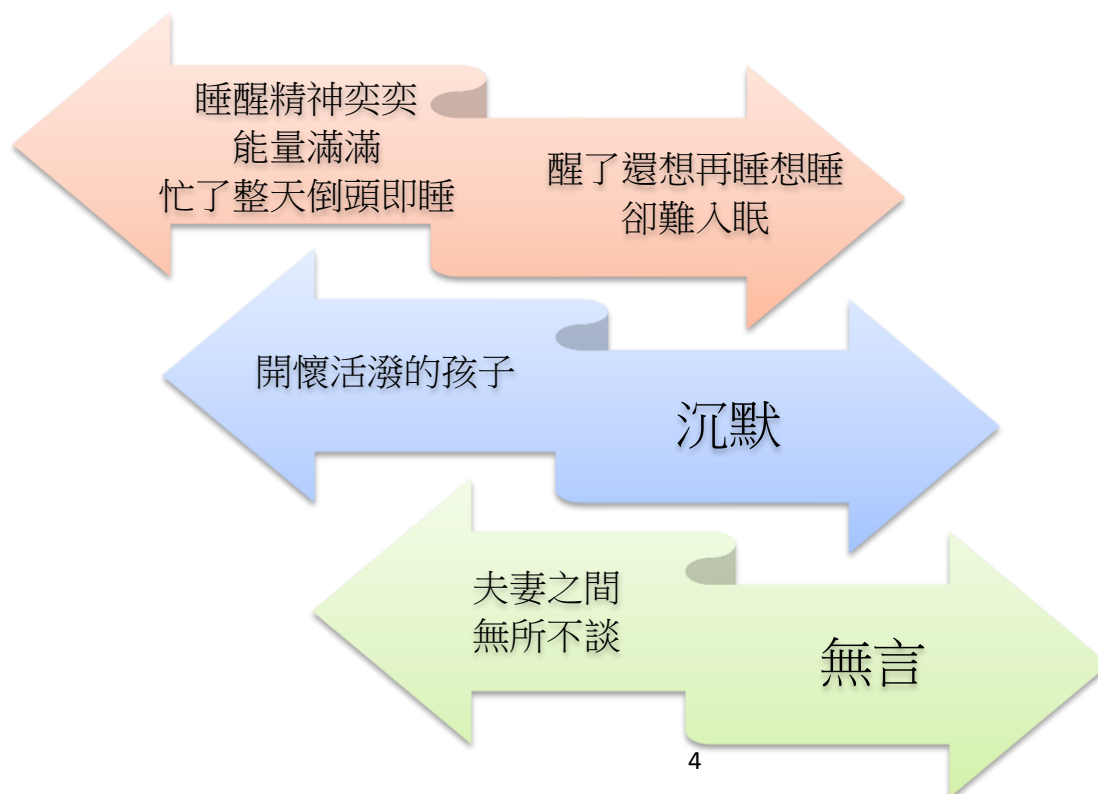 睡醒精神奕奕
能量滿滿
忙了整天倒頭即睡
醒了還想再睡想睡
卻難入眠
開懷活潑的孩子
沉默
夫妻之間
無所不談
無言
4